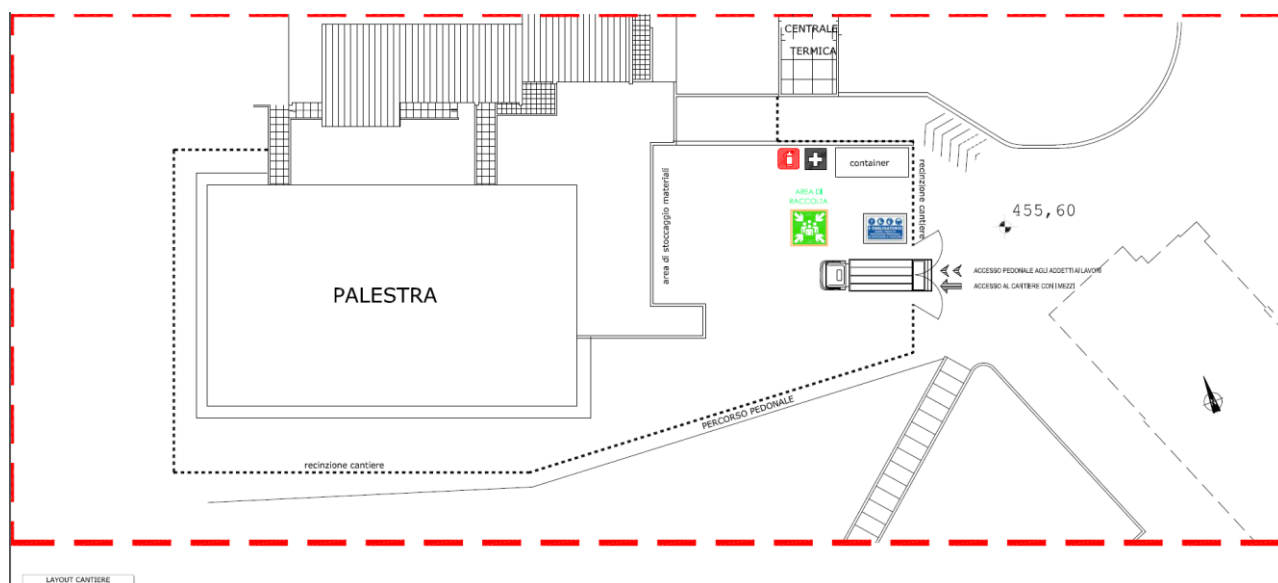 CENTRALE
TERMICA
container
recinzione cantiere
area di stoccaggio materiali
AREA DI
RACCOLTA
È OBBLIGATORIO
455,60
ACCESSO PEDONALE AGLI ADDETTI AI LAVORI
ACCESSO AL CANTIERE CON I MEZZI
PALESTRA
PERCORSO PEDONALE
recinzione cantiere
LAYOUT CANTIERE